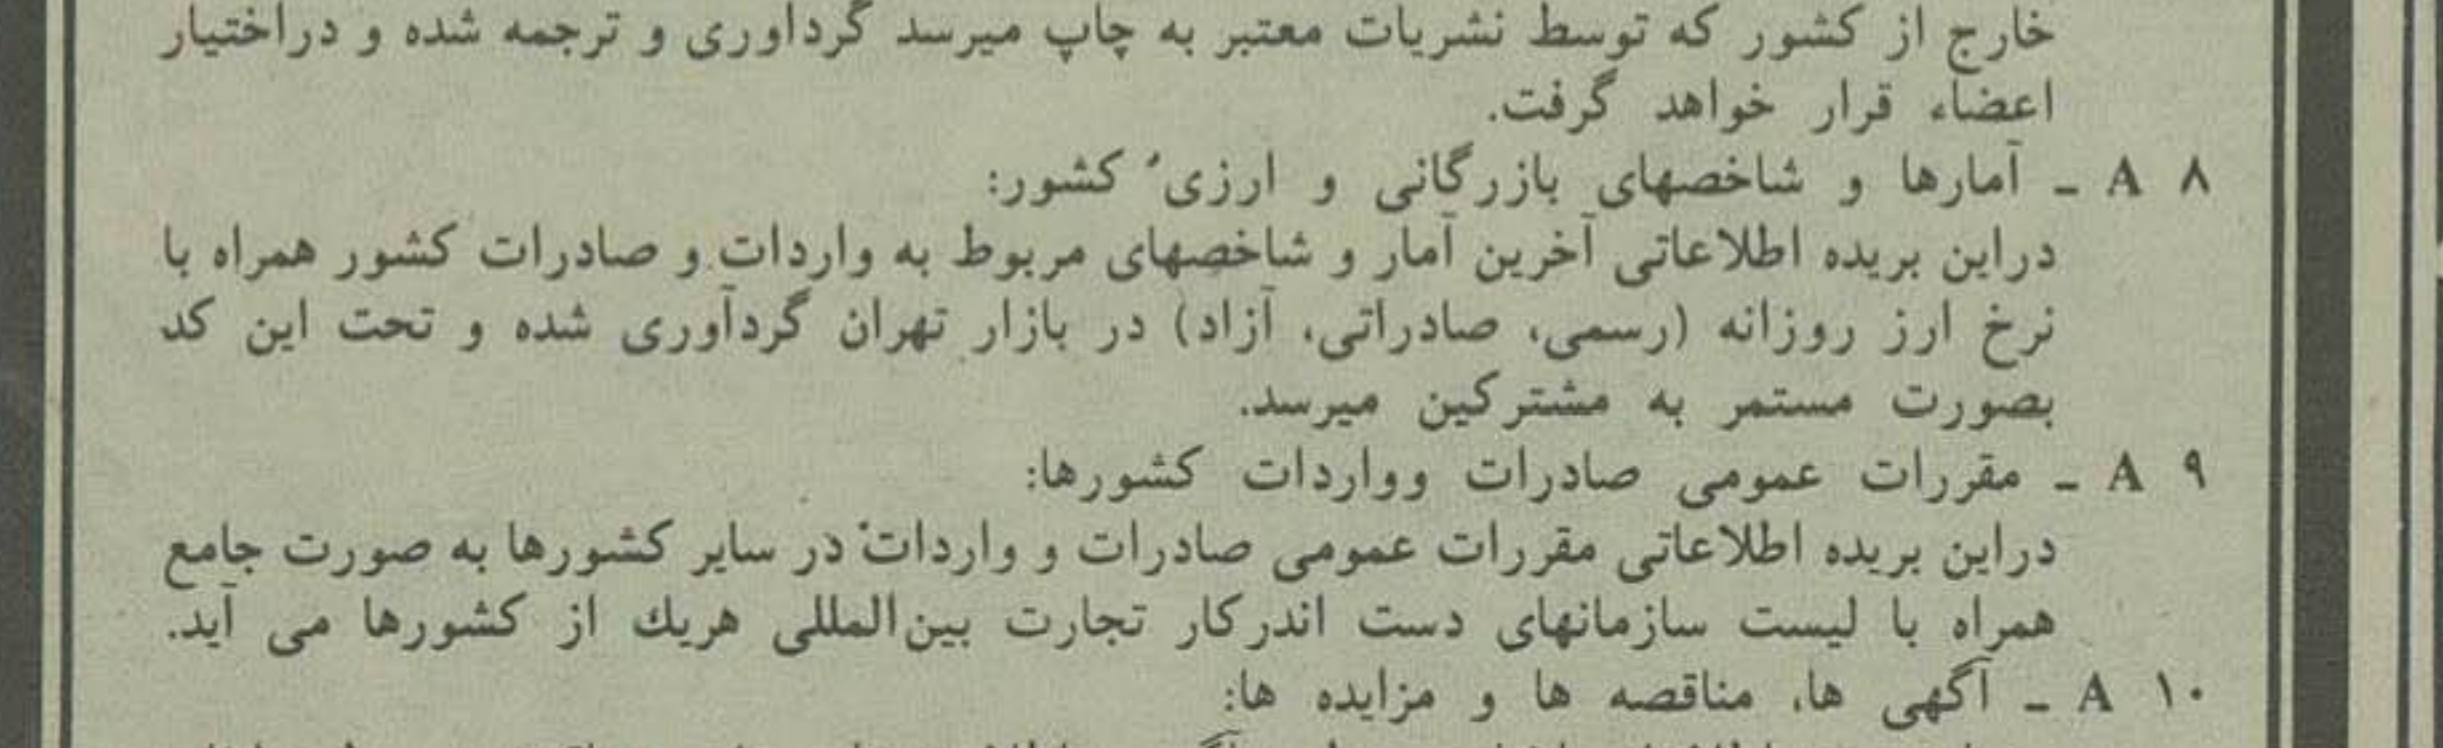 خارج از کشور که توسط نشریات معتبر به چاپ میرسد گردآوری و ترجمه شده و دراختیار
اعضاء قرار خواهد گرفت.
A ۸ ـ آمارها و شاخصهای بازرگانی و ارزی کشور:
دراین بریده اطلاعاتی آخرین آمار و شاخصهای مربوط به واردات و صادرات کشور همراه با
نرخ ارز روزانه (رسمی، صادراتی، آزاد) در بازار تهران گردآوری شده و تحت این کد
بصورت مستمر به مشترکین میرسد.
A ۹ ـ مقررات عمومی صادرات وواردات کشورها:
دراین بریده اطلاعاتی مقررات عمومی صادرات و واردات در سایر کشورها به صورت جامع
همراه با لیست سازمانهای دست اندرکار تجارت بین‌المللی هریك از کشورها می آید.
A ۱۰ ـ آگهی ها، مناقصه ها و مزایده ها: